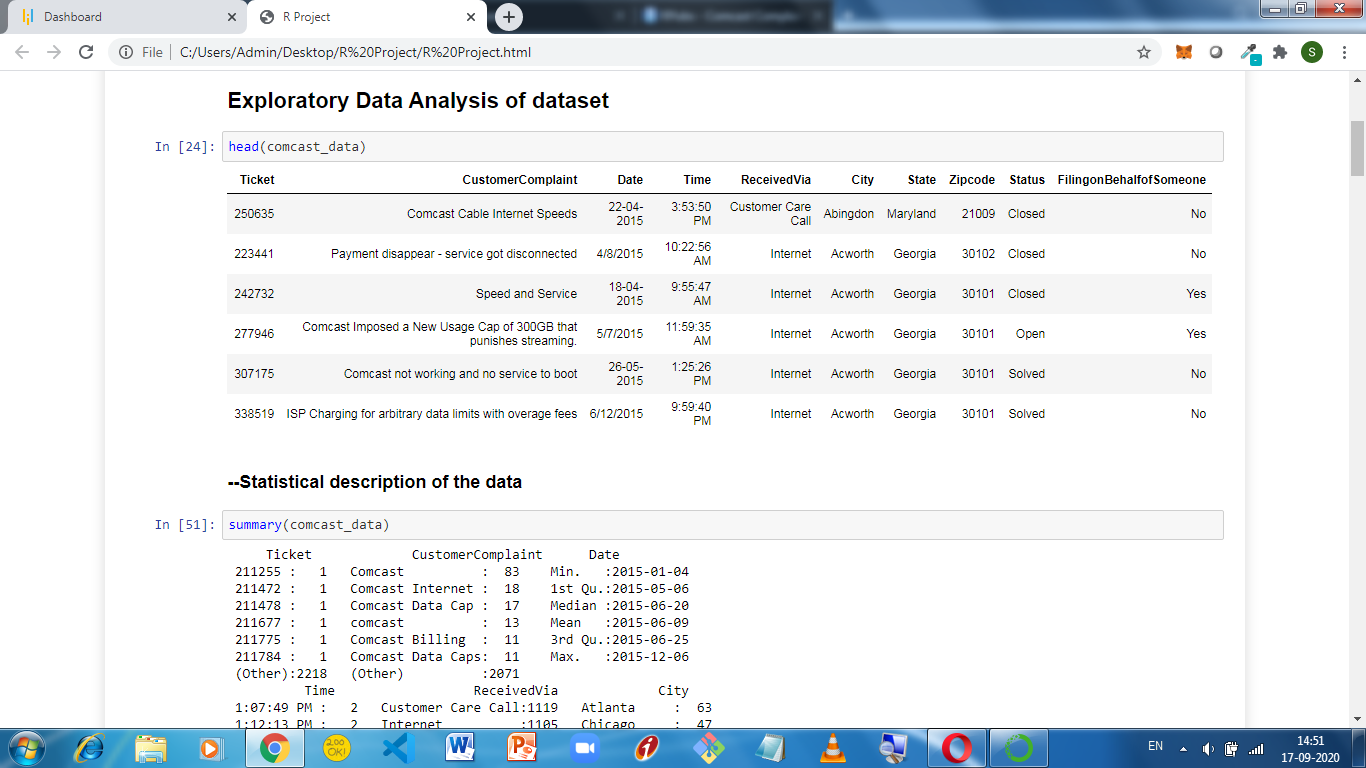 Dashboard
R Project
File
C:/Users/Admin/Desktop/R%20Project/R%20Project.html
S
Exploratory Data Analysis of dataset
In [24]: head(comcast_data)
Ticket CustomerComplaint Date Time ReceivedVia City State Zipcode Status FilingonBehalfofSomeone
250635 Comcast Cable Internet Speeds 22-04-2015 3:53:50 PM Customer Care Call Abingdon Maryland 21009 Closed No
223441 Payment disappear - service got disconnected 4/8/2015 10:22:56 AM Internet Acworth Georgia 30102 Closed No
242732 Speed and Service 18-04-2015 9:55:47 AM Internet Acworth Georgia 30101 Closed Yes
277946 Comcast Imposed a New Usage Cap of 300GB that punishes streaming. 5/7/2015 11:59:35 AM Internet Acworth Georgia 30101 Open Yes
307175 Comcast not working and no service to boot 26-05-2015 1:25:26 PM Internet Acworth Georgia 30101 Solved No
338519 ISP Charging for arbitrary data limits with overage fees 6/12/2015 9:59:40 PM Internet Acworth Georgia 30101 Solved No
--Statistical description of the data
In [51]: summary(comcast_data)
Ticket CustomerComplaint Date
211255 : 1 Comcast : 83 Min. :2015-01-04
211472 : 1 Comcast Internet : 18 1st Qu.:2015-05-06
211478 : 1 Comcast Data Cap : 17 Median :2015-06-20
211677 : 1 comcast : 13 Mean :2015-06-09
211775 : 1 Comcast Billing : 11 3rd Qu.:2015-06-25
211784 : 1 Comcast Data Caps: 11 Max. :2015-12-06
(Other):2218 (Other) :2071
Time ReceivedVia City
1:07:49 PM : 2 Customer Care Call:1119 Atlanta : 63
1:12:13 PM : 2 Internet :1105 Chicago : 47
200 OK!
EN
14:51
17-09-2020